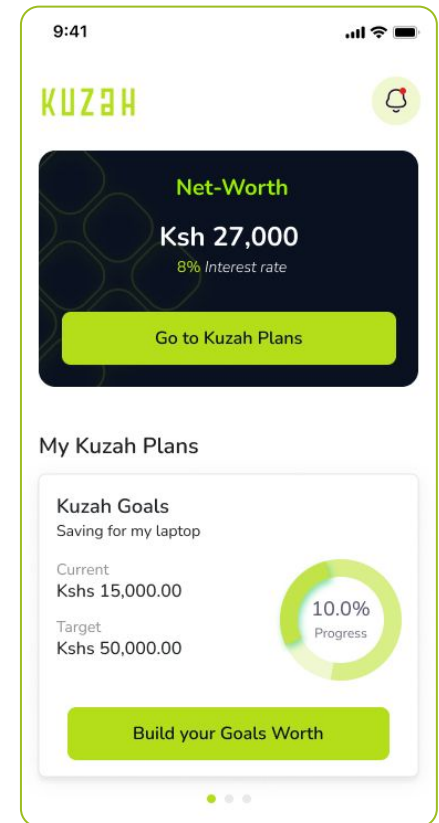 9:41
KUZAH
Net-Worth
Ksh 27,000
8% Interest rate
Go to Kuzah Plans
My Kuzah Plans
Kuzah Goals
Saving for my laptop
Current
Kshs 15,000.00
Target
Kshs 50,000.00
10.0%
Progress
Build your Goals Worth